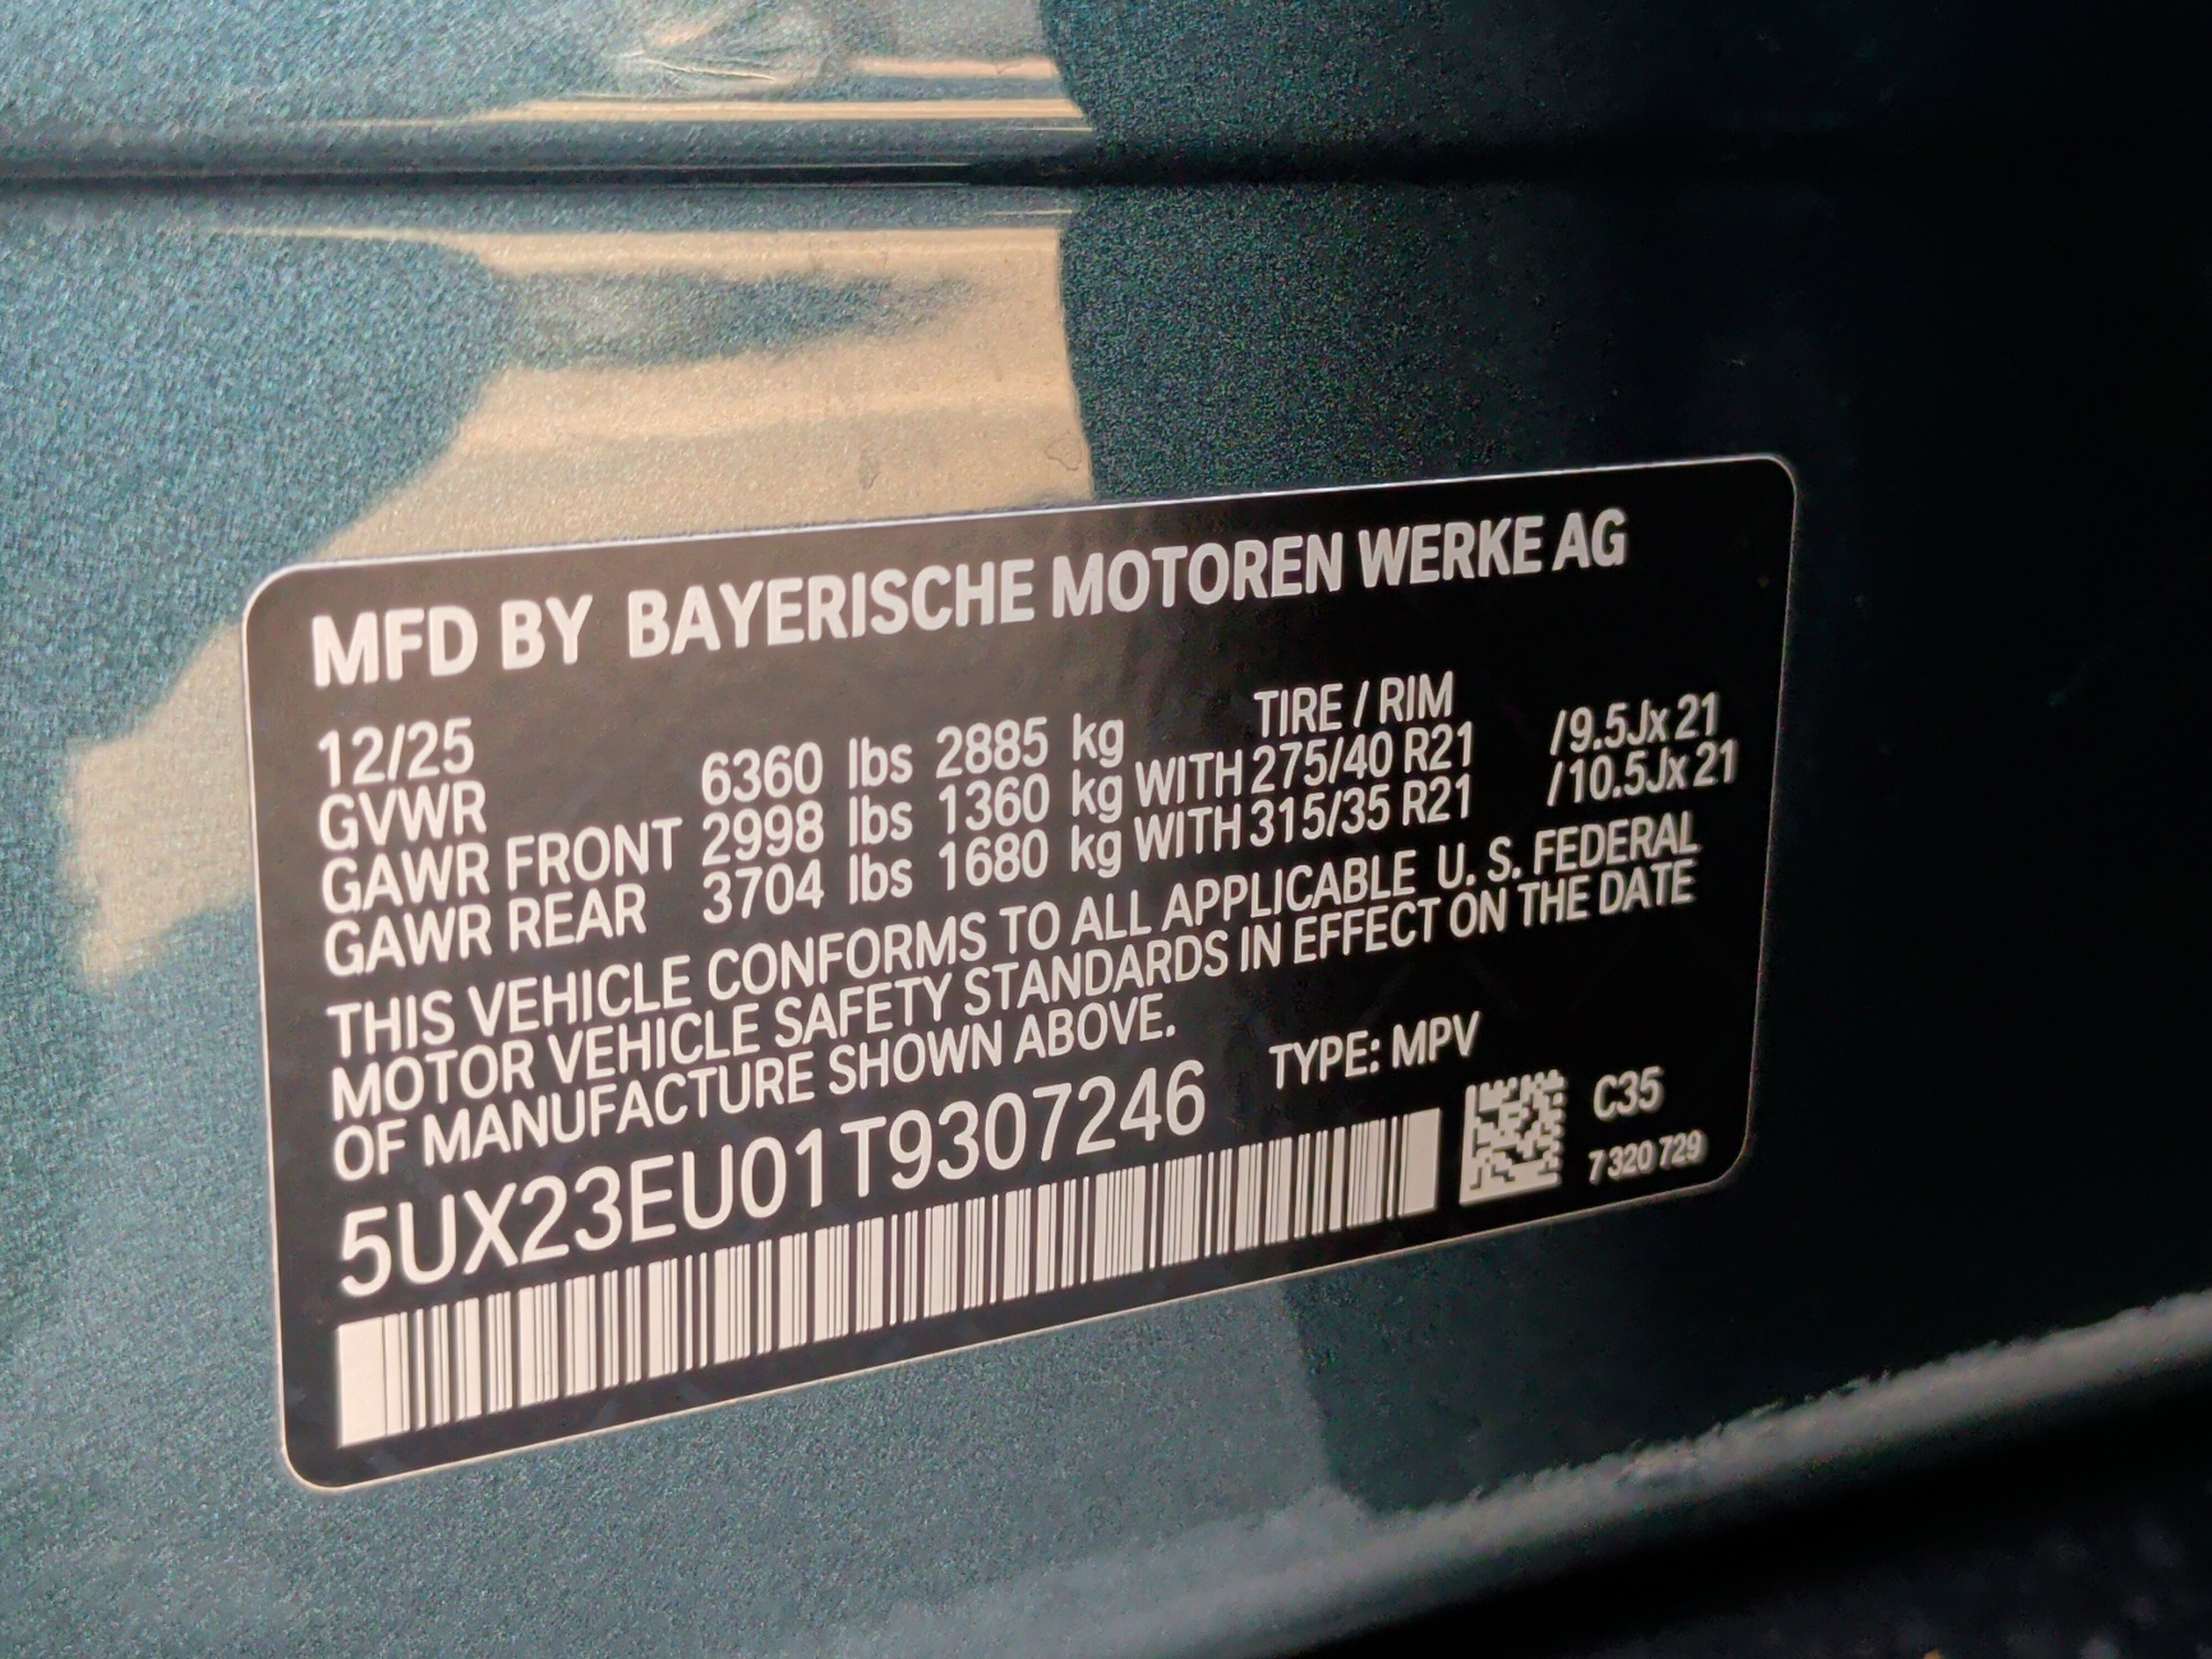 MFD BY BAYERISCHE MOTOREN WERKE AG
12/25 TIRE / RIM
GVWR 6360 lbs 2885 kg
GAWR FRONT 2998 lbs 1360 kg WITH 275/40 R21 /9.5Jx 21
GAWR REAR 3704 lbs 1680 kg WITH 315/35 R21 /10.5Jx 21
THIS VEHICLE CONFORMS TO ALL APPLICABLE U. S. FEDERAL
MOTOR VEHICLE SAFETY STANDARDS IN EFFECT ON THE DATE
OF MANUFACTURE SHOWN ABOVE.
5UX23EU01T9307246 TYPE: MPV
C35
7 320 729